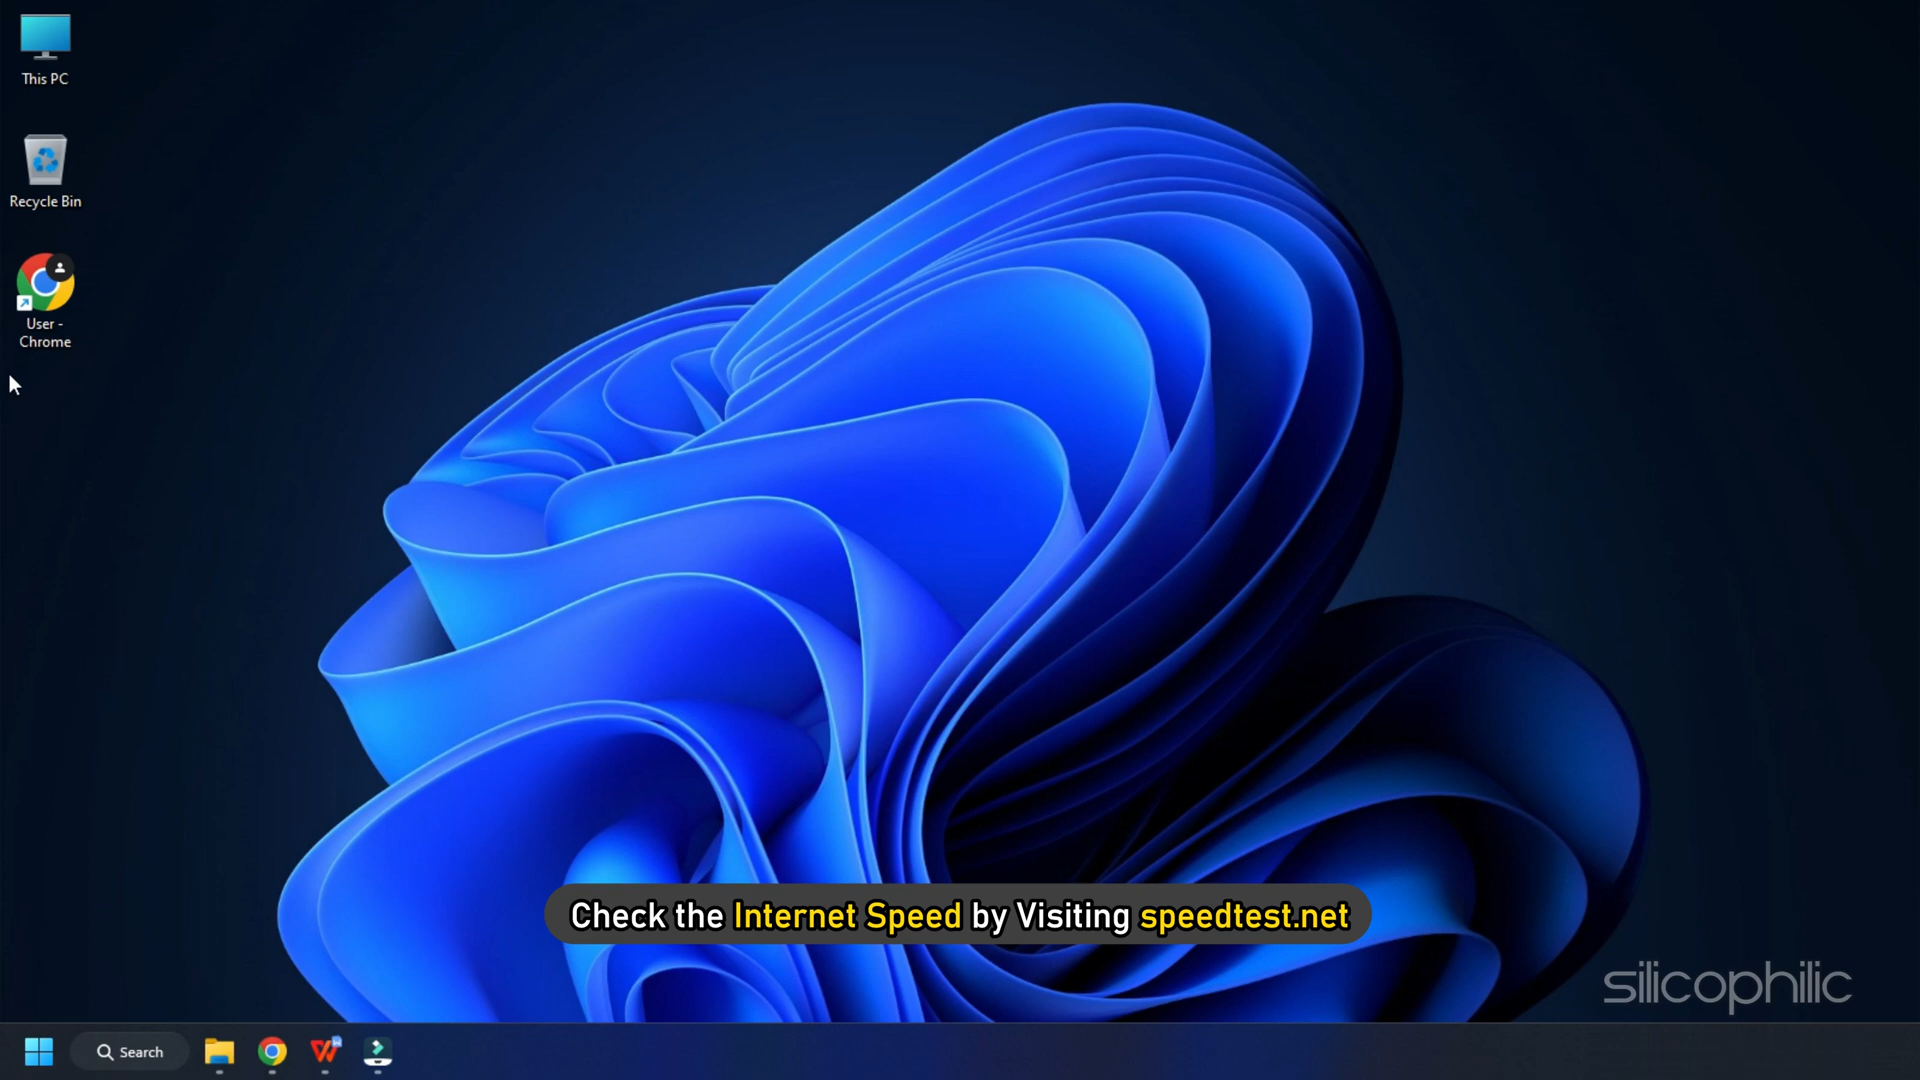 This PC
Recycle Bin
User -
Chrome
Check the Internet Speed by Visiting speedtest.net
silicophilic
Search